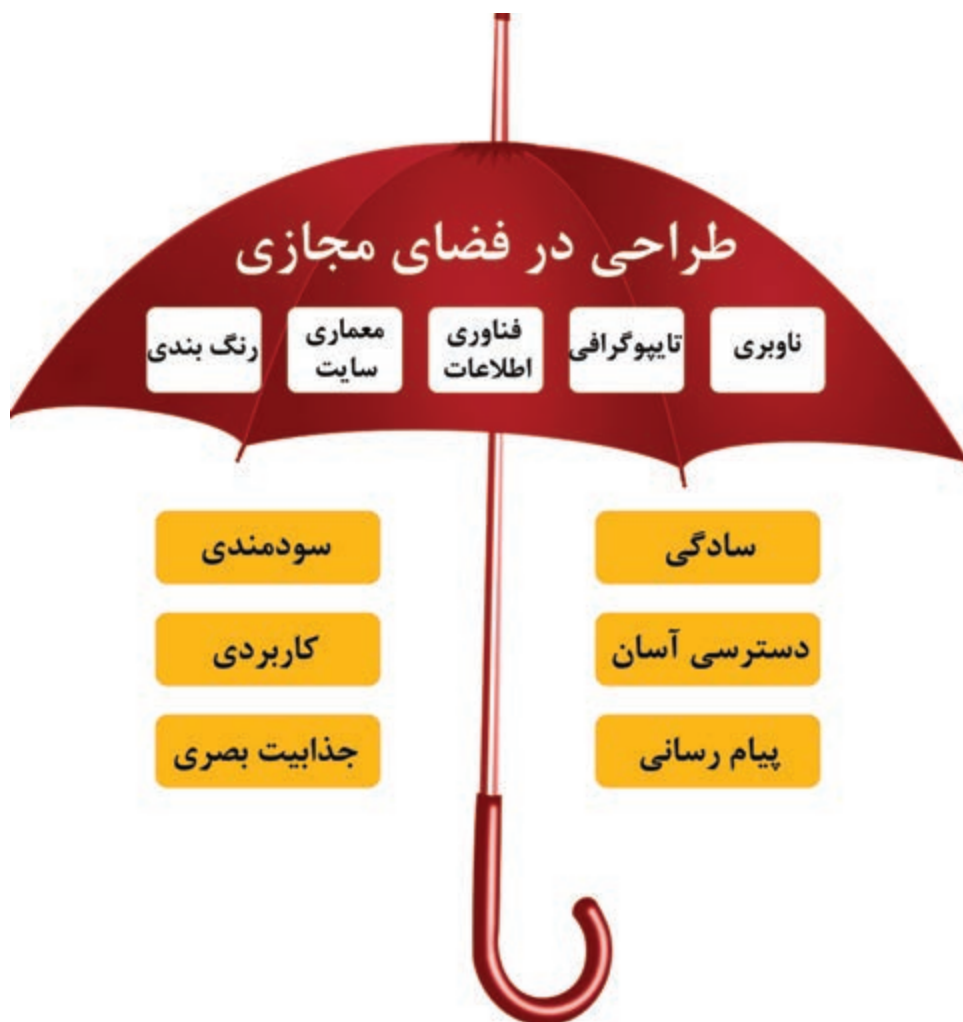 طراحی در فضای مجازی
ناوبری
تایپوگرافی
فناوری
اطلاعات
معماری
سایت
رنگ بندی
سادگی
سودمندی
دسترسی آسان
کاربردی
پیام رسانی
جذابیت بصری